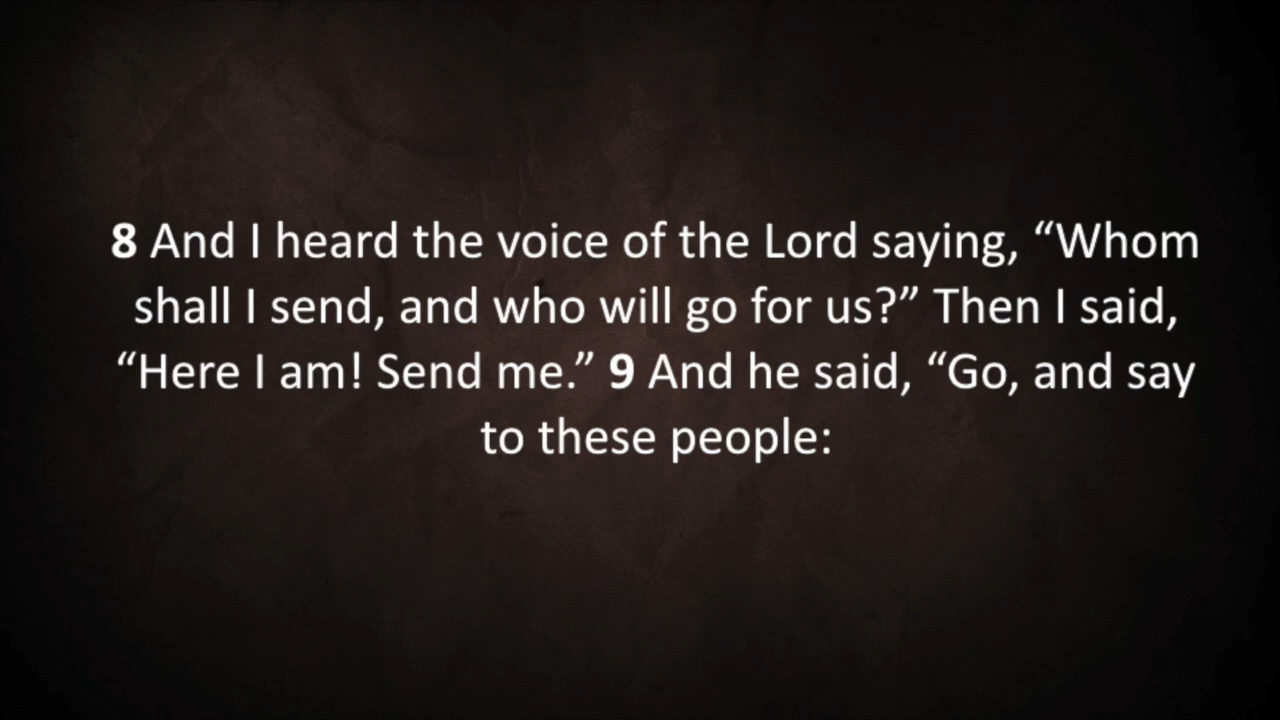 8 And I heard the voice of the Lord saying, “Whom
shall I send, and who will go for us?” Then I said,
“Here I am! Send me.” 9 And he said, “Go, and say
to these people: